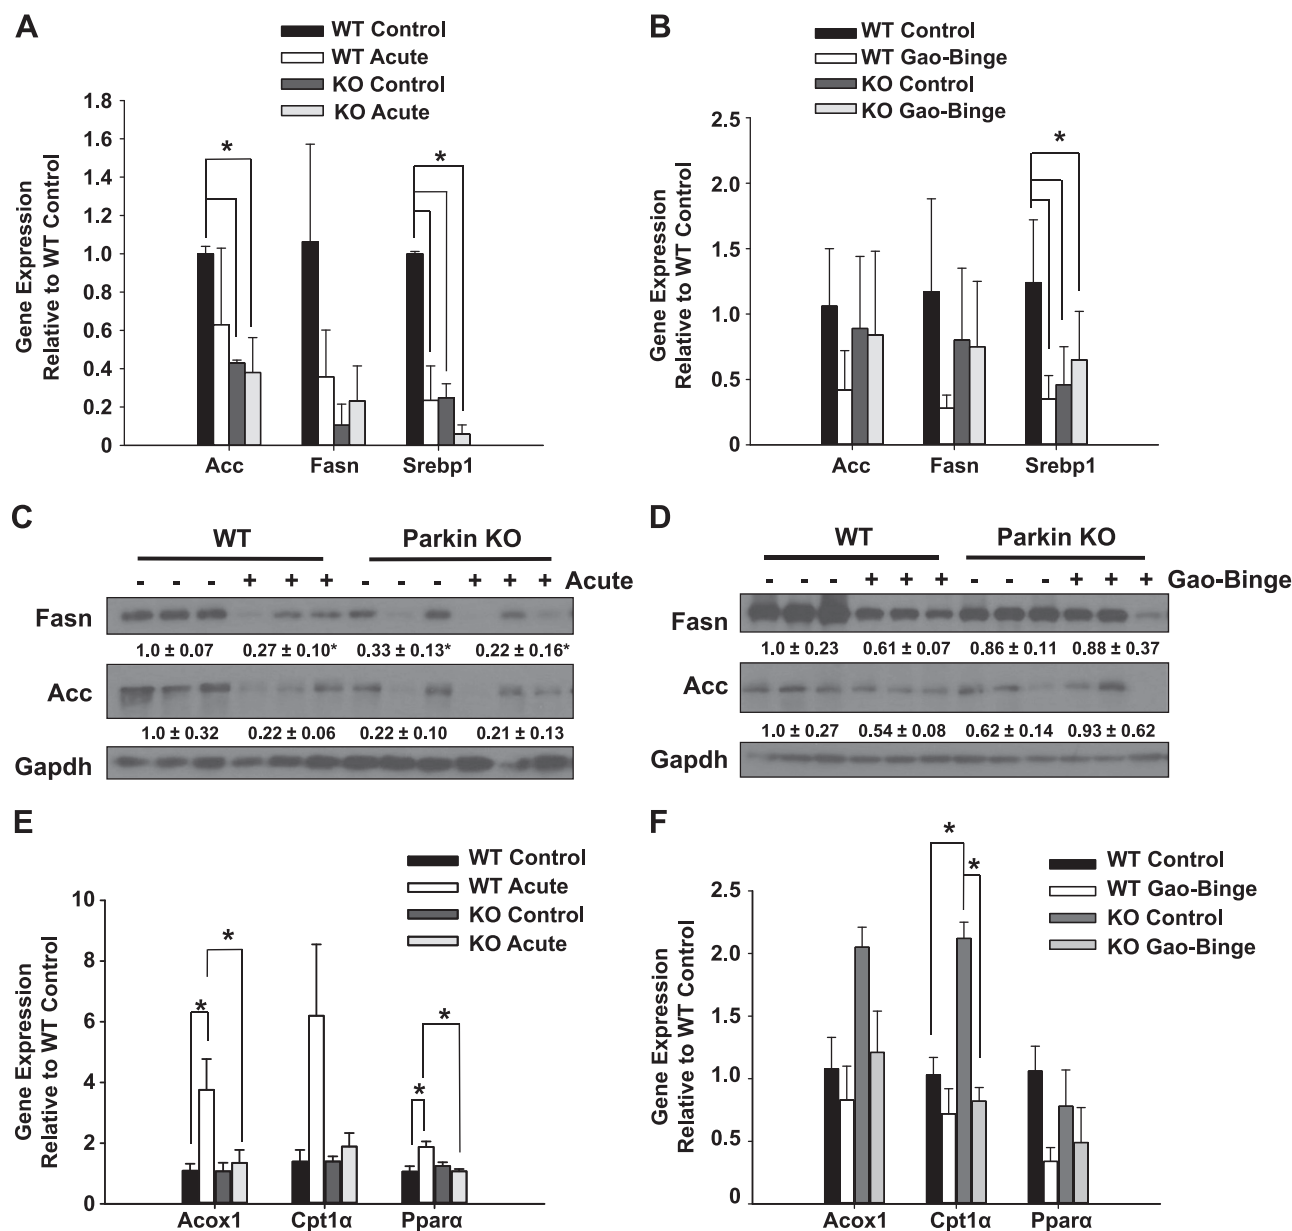 A
WT Control
WT Acute
KO Control
KO Acute
Gene Expression
Relative to WT Control
1.8
1.6
1.4
1.2
1.0
0.8
0.6
0.4
0.2
0
*
*
Acc Fasn Srebp1
B
WT Control
WT Gao-Binge
KO Control
KO Gao-Binge
Gene Expression
Relative to WT Control
2.5
2.0
1.5
1.0
0.5
0
*
Acc Fasn Srebp1
C
WT Parkin KO
- - - + + + - - - + + + Acute
Fasn
1.0 ± 0.07 0.27 ± 0.10* 0.33 ± 0.13* 0.22 ± 0.16*
Acc
1.0 ± 0.32 0.22 ± 0.06 0.22 ± 0.10 0.21 ± 0.13
Gapdh
D
WT Parkin KO
- - - + + + - - - + + + Gao-Binge
Fasn
1.0 ± 0.23 0.61 ± 0.07 0.86 ± 0.11 0.88 ± 0.37
Acc
1.0 ± 0.27 0.54 ± 0.08 0.62 ± 0.14 0.93 ± 0.62
Gapdh
E
WT Control
WT Acute
KO Control
KO Acute
Gene Expression
Relative to WT Control
10
8
6
4
2
0
*
*
*
*
Acox1 Cpt1α Pparα
F
WT Control
WT Gao-Binge
KO Control
KO Gao-Binge
Gene Expression
Relative to WT Control
2.5
2.0
1.5
1.0
0.5
0
*
*
Acox1 Cpt1α Pparα